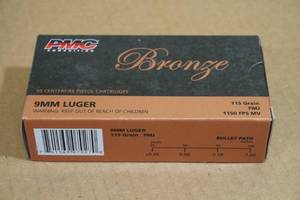 PMC
AMMUNITION
Bronze
50 CENTERFIRE PISTOL CARTRIDGES
9MM LUGER
WARNING: KEEP OUT OF REACH OF CHILDREN
115 Grain
FMJ
1150 FPS MV
9MM LUGER
115 Grain FMJ
BULLET PATH